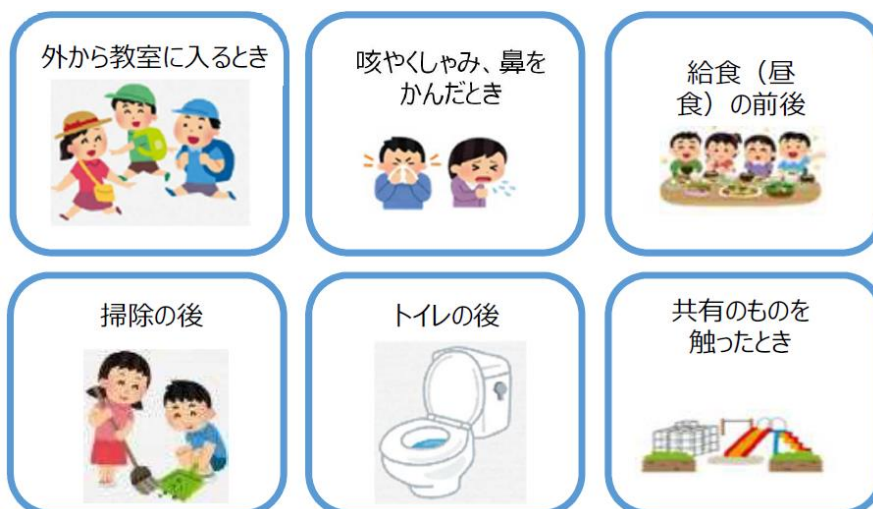 外から教室に入るとき
咳やくしゃみ、鼻を
かんだとき
給食（昼
食）の前後
掃除の後
トイレの後
共有のものを
触ったとき